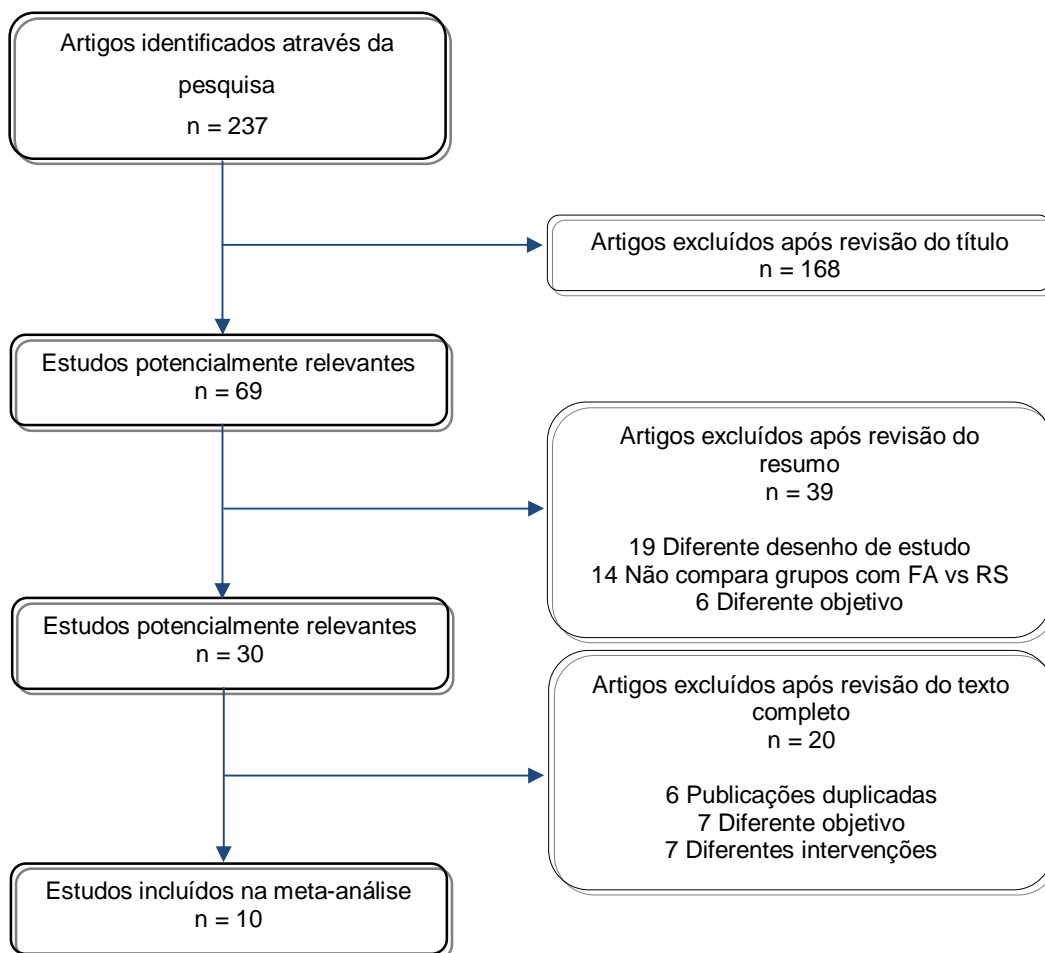 Artigos identificados através da
pesquisa
n = 237
Artigos excluídos após revisão do título
n = 168
Estudos potencialmente relevantes
n = 69
Artigos excluídos após revisão do
resumo
n = 39
19 Diferente desenho de estudo
14 Não compara grupos com FA vs RS
6 Diferente objetivo
Estudos potencialmente relevantes
n = 30
Artigos excluídos após revisão do texto
completo
n = 20
6 Publicações duplicadas
7 Diferente objetivo
7 Diferentes intervenções
Estudos incluídos na meta-análise
n = 10